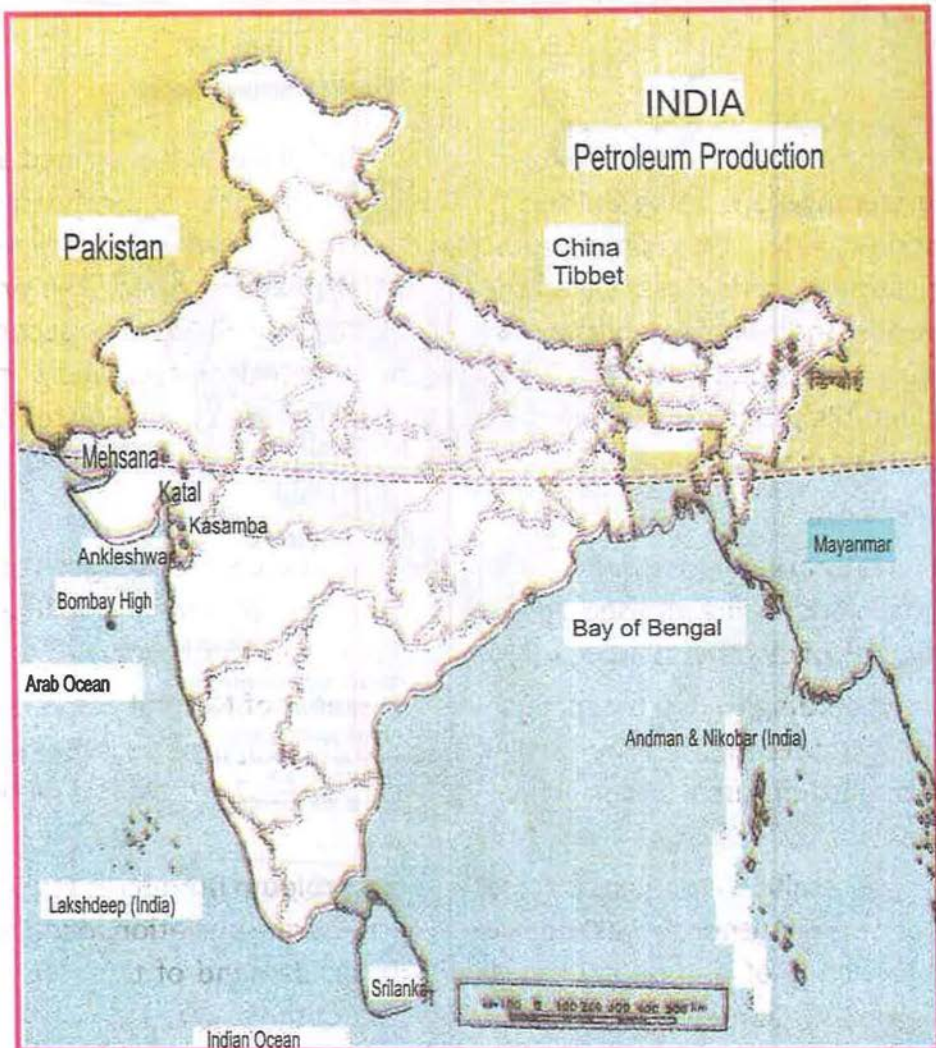 INDIA
Petroleum Production
Pakistan
China
Tibbet
डिग्बोई
Mehsana
Katal
Kasamba
Ankleshwar
Mayanmar
Bombay High
Bay of Bengal
Arab Ocean
Andman & Nikobar (India)
Lakshdeep (India)
Srilanka
Indian Ocean